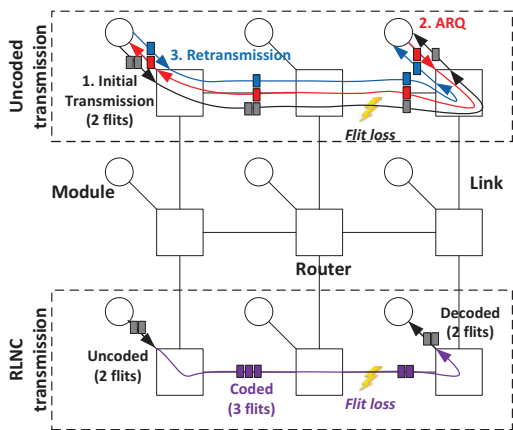 Uncoded
transmission
2. ARQ
3. Retransmission
1. Initial
Transmission
(2 flits)
Flit loss
Module
Link
Router
RLNC
transmission
Decoded
(2 flits)
Uncoded
(2 flits)
Coded
(3 flits)
Flit loss